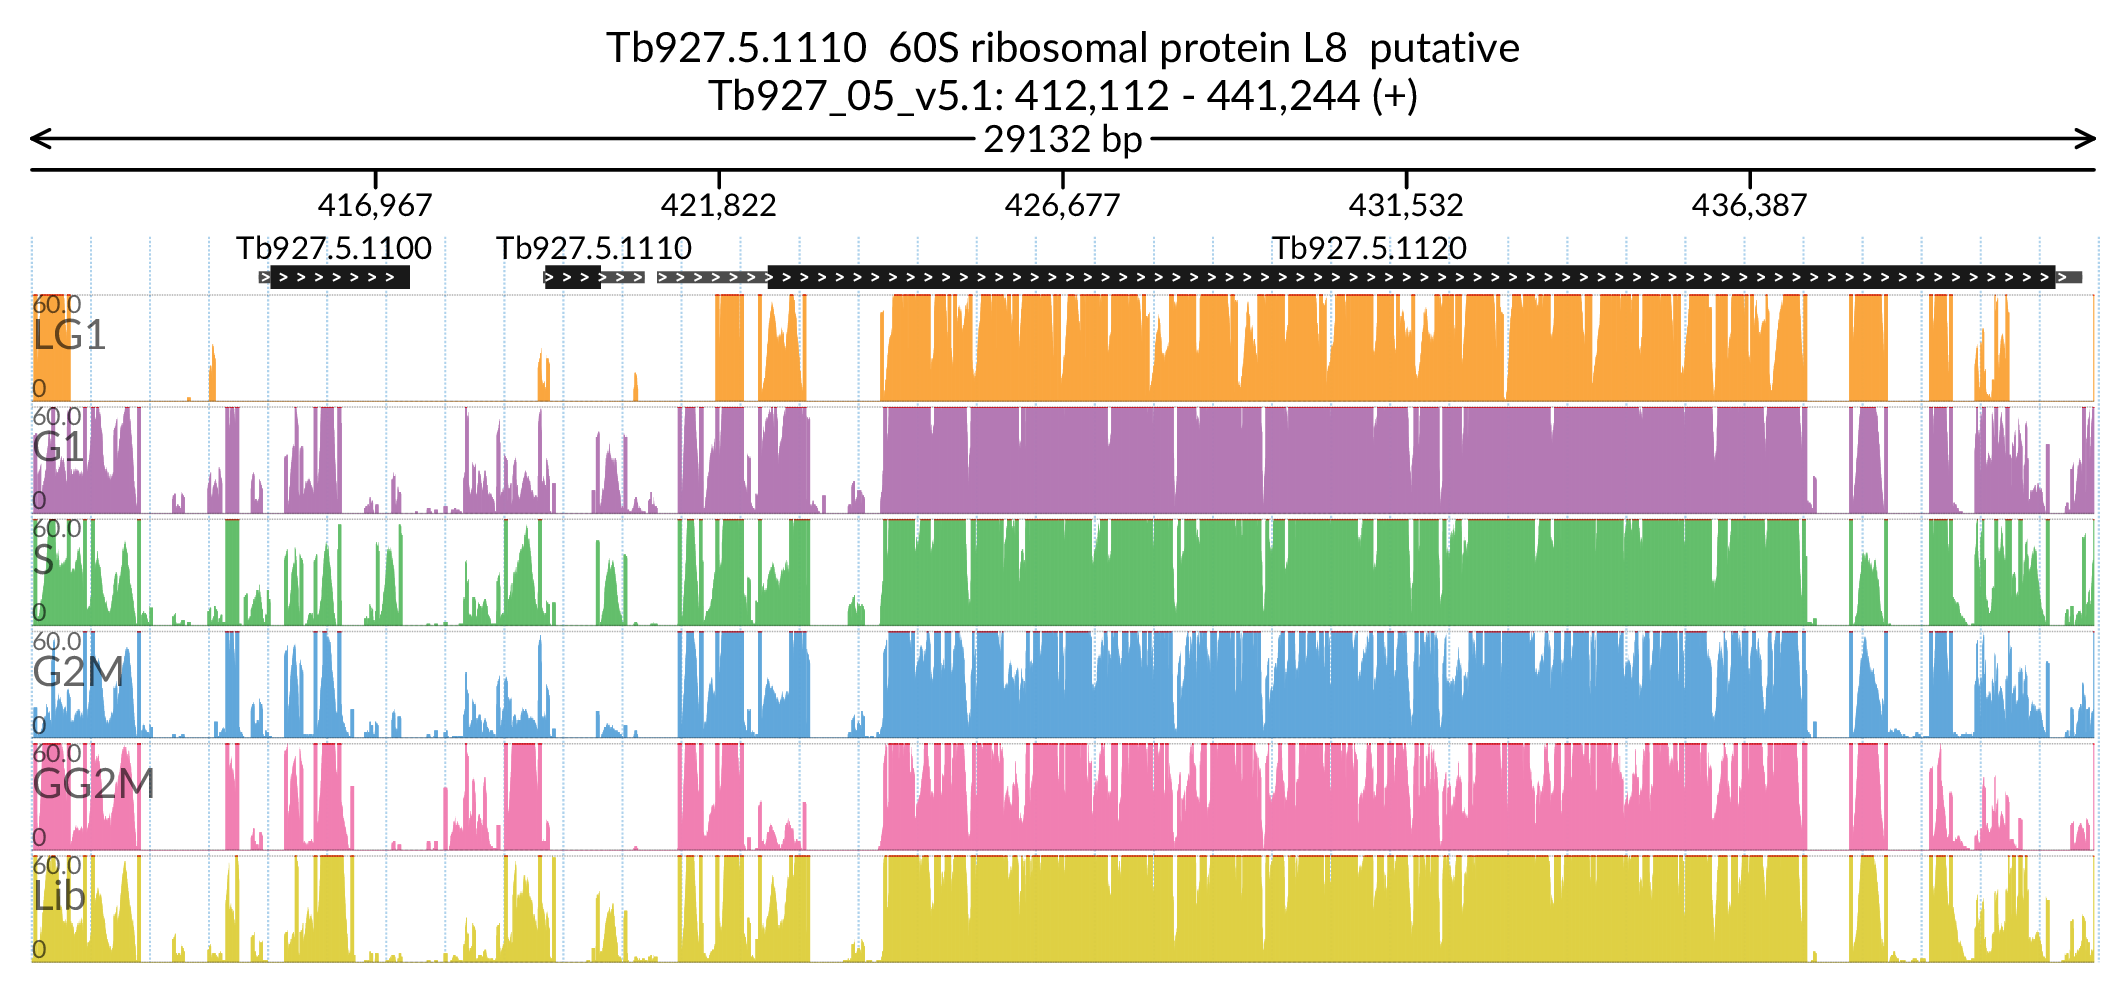 Tb927.5.1110  60S ribosomal protein L8  putative
Tb927_05_v5.1: 412,112 - 441,244 (+)
29132 bp
416,967 421,822 426,677 431,532 436,387
Tb927.5.1100 Tb927.5.1110 Tb927.5.1120
60.0
LG1
0
60.0
G1
0
60.0
S
0
60.0
G2M
0
60.0
GG2M
0
60.0
Lib
0